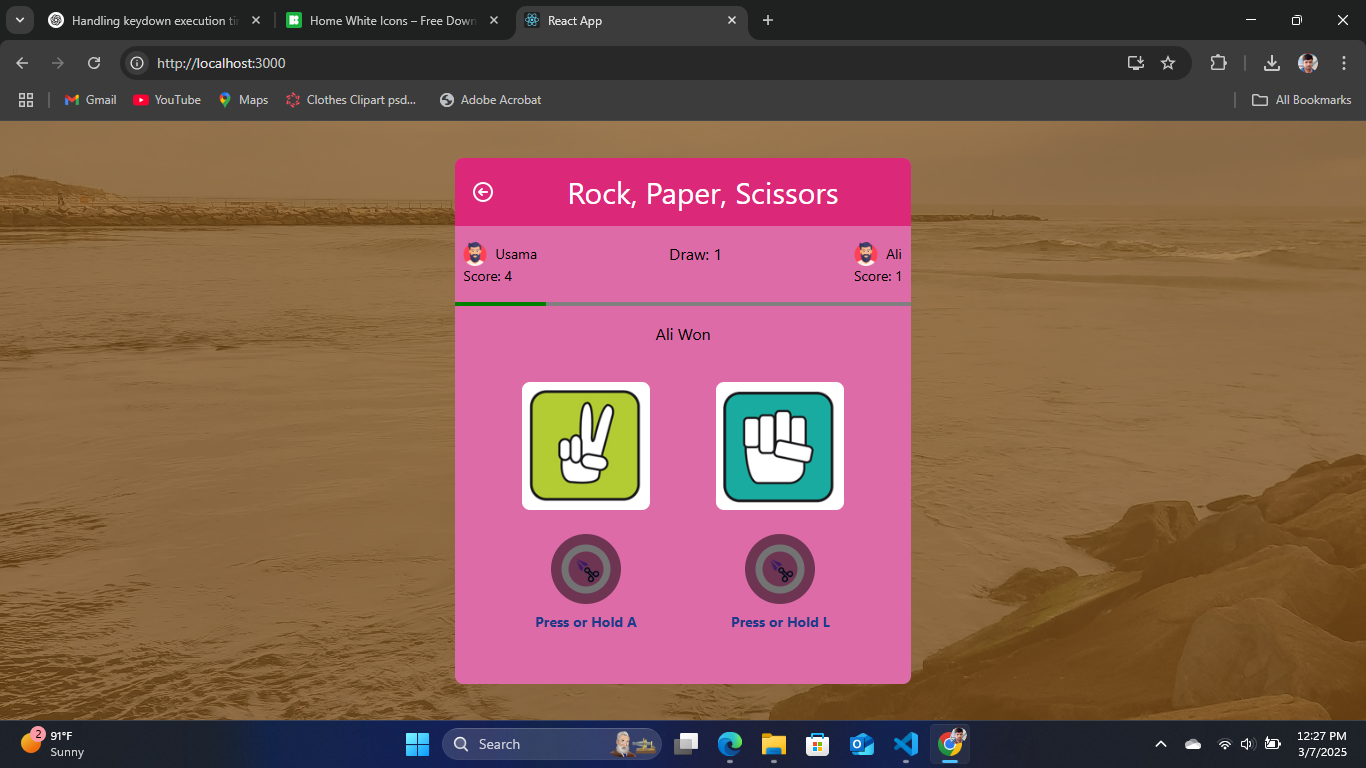 Handling keydown execution tir
Home White Icons – Free Down
React App
http://localhost:3000
Gmail
YouTube
Maps
Clothes Clipart psd...
Adobe Acrobat
All Bookmarks
Rock, Paper, Scissors
Usama
Draw: 1
Ali
Score: 4
Score: 1
Ali Won
Press or Hold A
Press or Hold L
2
91°F
Sunny
Search
12:27 PM
3/7/2025